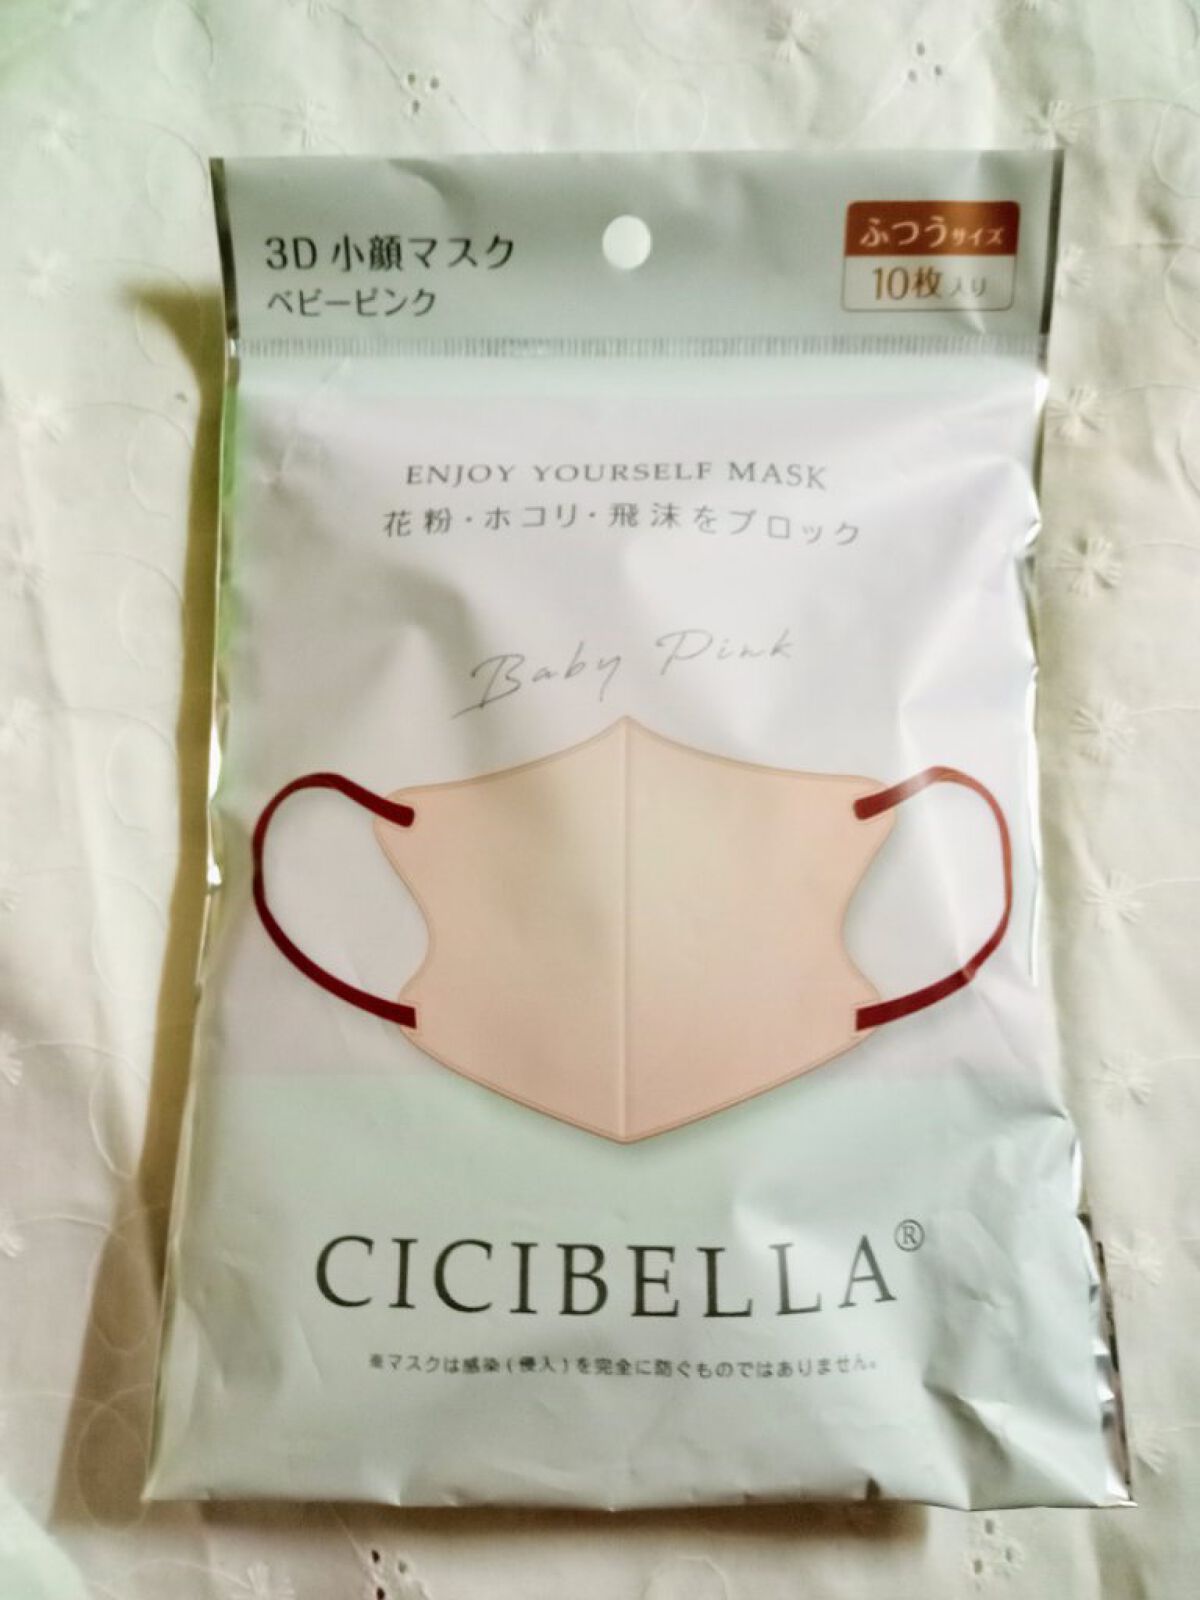 3D 小顔マスク
ベビーピンク
ふつうサイズ
10枚入り
ENJOY YOURSELF MASK
花粉・ホコリ・飛沫をブロック
Baby Pink
CICIBELLA®
※マスクは感染(侵入)を完全に防ぐものではありません。